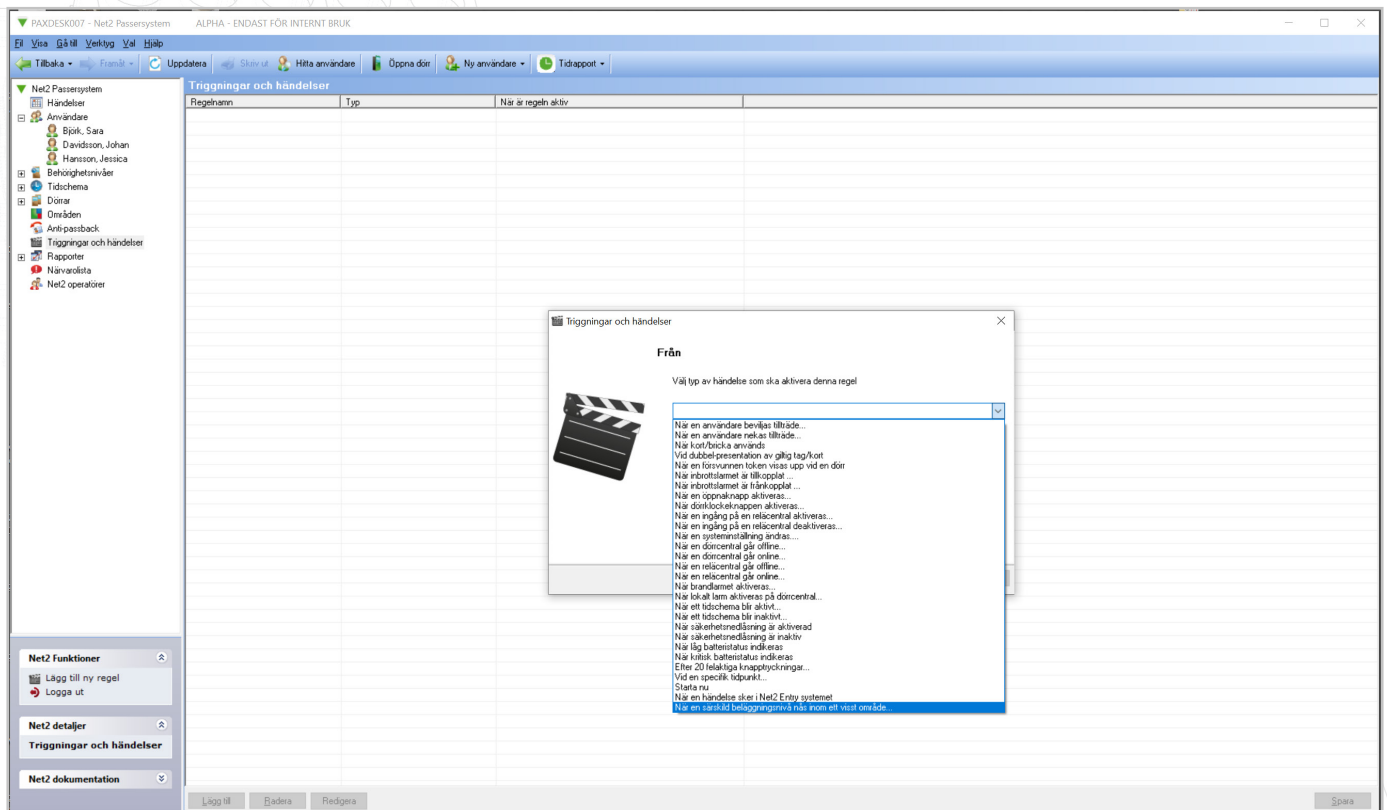 PAXDESK007 - Net2 Passersystem ALPHA - ENDAST FÖR INTERNT BRUK
Fil Visa Gå till Verktyg Val Hjälp
Tillbaka Framåt Uppdatera Skriv ut Hitta användare Öppna dörr Ny användare Tidrapport
Net2 Passersystem
Händelser
Användare
Björk, Sara
Davidsson, Johan
Hansson, Jessica
Behörighetsnivåer
Tidschema
Dörrar
Områden
Anti-passback
Triggningar och händelser
Rapporter
Närvarolista
Net2 operatörer
Triggningar och händelser
Regelnamn Typ När är regeln aktiv
Triggningar och händelser
Från
Välj typ av händelse som ska aktivera denna regel
När en användare beviljas tillträde...
När en användare nekas tillträde...
När kort/bricka används
Vid dubbel-presentation av giltig tag/kort
När en försvunnen token visas upp vid en dörr
När inbrottslarmet är tillkopplat ...
När inbrottslarmet är frånkopplat ...
När en öppnaknapp aktiveras...
När dörrklockeknappen aktiveras...
När en ingång på en reläcentral aktiveras...
När en ingång på en reläcentral deaktiveras...
När en systeminställning ändras....
När en dörrcentral går offline...
När en dörrcentral går online...
När en reläcentral går offline...
När en reläcentral går online...
När brandlarmet aktiveras...
När lokalt larm aktiveras på dörrcentral...
När ett tidschema blir aktivt...
När ett tidschema blir inaktivt...
När säkerhetsnedlåsning är aktiverad
När säkerhetsnedlåsning är inaktiv
När låg batteristatus indikeras
När kritisk batteristatus indikeras
Efter 20 felaktiga knapptryckningar...
Vid en specifik tidpunkt...
Starta nu
När en händelse sker i Net2 Entry systemet
När en särskild beläggningsnivå nås inom ett visst område...
Net2 Funktioner
Lägg till ny regel
Logga ut
Net2 detaljer
Triggningar och händelser
Net2 dokumentation
Lägg till Radera Redigera Spara